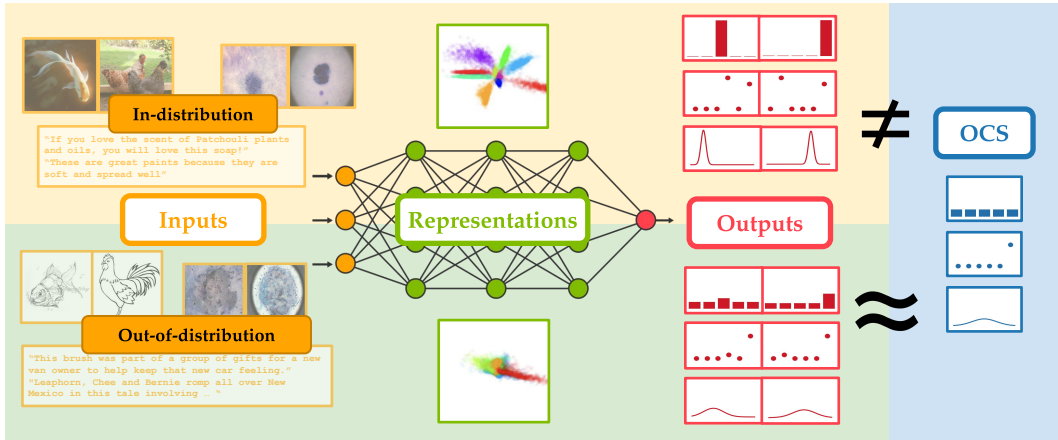 In-distribution
"If you love the scent of Patchouli plants
and oils, you will love this soap!"
"These are great paints because they are
soft and spread well"
Inputs
Representations
Outputs
OCS
Out-of-distribution
"This brush was part of a group of gifts for a new
van owner to help keep that new car feeling."
"Leaphorn, Chee and Bernie romp all over New
Mexico in this tale involving … "
≠
≈